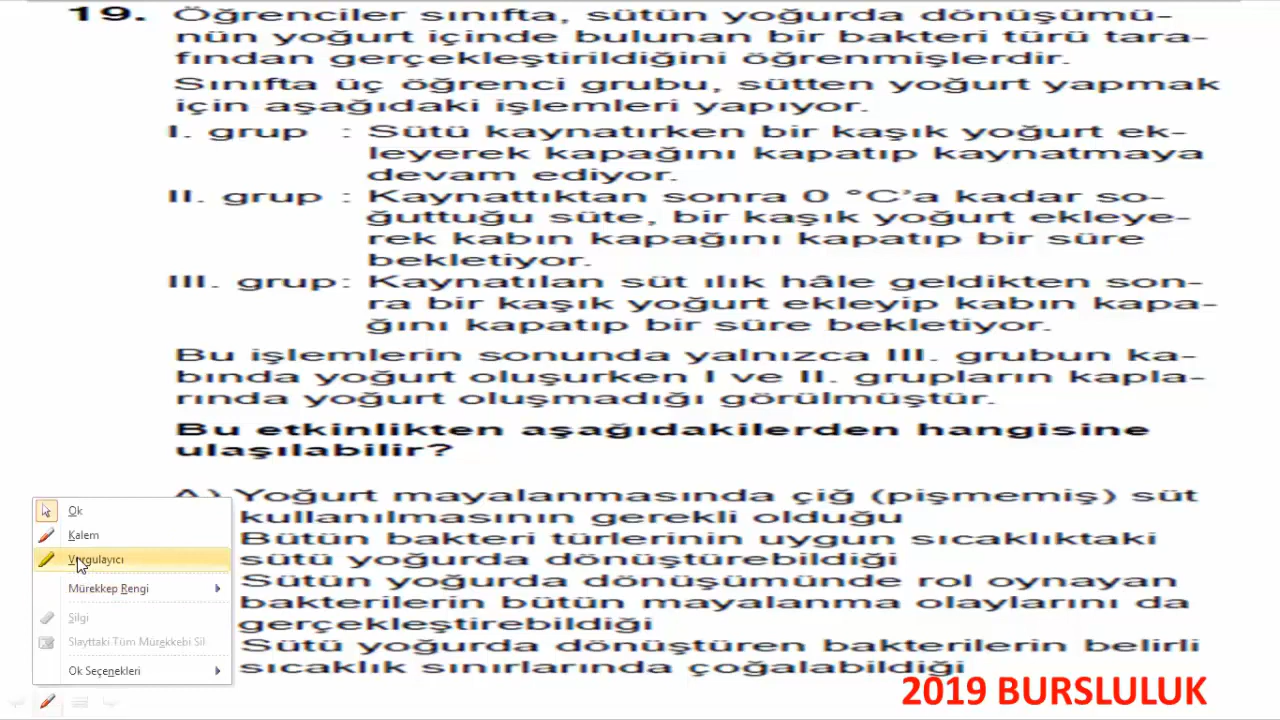 19. Öğrenciler sınıfta, sütün yoğurda dönüşümü-
nün yoğurt içinde bulunan bir bakteri türü tara-
fından gerçekleştirildiğini öğrenmişlerdir.
Sınıfta üç öğrenci grubu, sütten yoğurt yapmak
için aşağıdaki işlemleri yapıyor.
I. grup : Sütü kaynatırken bir kaşık yoğurt ek-
leyerek kapağını kapatıp kaynatmaya
devam ediyor.
II. grup : Kaynattıktan sonra 0 °C'a kadar so-
ğuttuğu süte, bir kaşık yoğurt ekleye-
rek kabın kapağını kapatıp bir süre
bekletiyor.
III. grup : Kaynatılan süt ılık hâle geldikten son-
ra bir kaşık yoğurt ekleyip kabın kapa-
ğını kapatıp bir süre bekletiyor.
Bu işlemlerin sonunda yalnızca III. grubun ka-
bında yoğurt oluşurken I ve II. grupların kapla-
rında yoğurt oluşmadığı görülmüştür.
Bu etkinlikten aşağıdakilerden hangisine
ulaşılabilir?
A) Yoğurt mayalanmasında çiğ (pişmemiş) süt
kullanılmasının gerekli olduğu
Bütün bakteri türlerinin uygun sıcaklıktaki
sütü yoğurda dönüştürebildiği
Sütün yoğurda dönüşümünde rol oynayan
bakterilerin bütün mayalanma olaylarını da
gerçekleştirebildiği
Sütü yoğurda dönüştüren bakterilerin belirli
sıcaklık sınırlarında çoğalabildiği
Ok
Kalem
Vurgulayıcı
Mürekkep Rengi
Silgi
Slayttaki Tüm Mürekkebi Sil
Ok Seçenekleri
2019 BURSLULUK